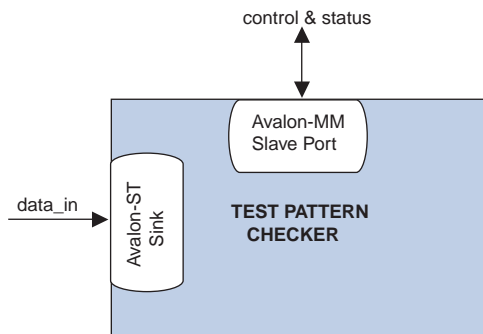 control & status
Avalon-MM
Slave Port
data_in
Avalon-ST
Sink
TEST PATTERN
CHECKER